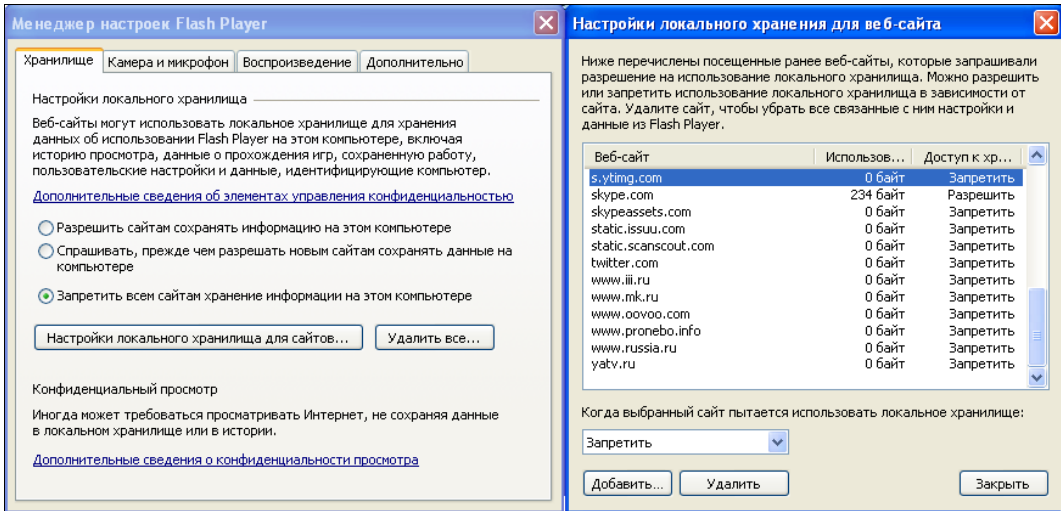 Менеджер настроек Flash Player
Хранилище Камера и микрофон Воспроизведение Дополнительно
Настройки локального хранилища
Веб-сайты могут использовать локальное хранилище для хранения
данных об использовании Flash Player на этом компьютере, включая
историю просмотра, данные о прохождения игр, сохраненную работу,
пользовательские настройки и данные, идентифицирующие компьютер.
Дополнительные сведения об элементах управления конфиденциальностью
Разрешить сайтам сохранять информацию на этом компьютере
Спрашивать, прежде чем разрешать новым сайтам сохранять данные на
компьютере
Запретить всем сайтам хранение информации на этом компьютере
Настройки локального хранилища для сайтов... Удалить все...
Конфиденциальный просмотр
Иногда может требоваться просматривать Интернет, не сохраняя данные
в локальном хранилище или в истории.
Дополнительные сведения о конфиденциальности просмотра
Настройки локального хранения для веб-сайта
Ниже перечислены посещенные ранее веб-сайты, которые запрашивали
разрешение на использование локального хранилища. Можно разрешить
или запретить использование локального хранилища в зависимости от
сайта. Удалите сайт, чтобы убрать все связанные с ним настройки и
данные из Flash Player.
Веб-сайт Использов... Доступ к хр...
s.ytimg.com 0 байт Запретить
skype.com 234 байт Разрешить
skypeassets.com 0 байт Запретить
static.issuu.com 0 байт Запретить
static.scanscout.com 0 байт Запретить
twitter.com 0 байт Запретить
www.iii.ru 0 байт Запретить
www.mk.ru 0 байт Запретить
www.oovoo.com 0 байт Запретить
www.pronebo.info 0 байт Запретить
www.russia.ru 0 байт Запретить
yatv.ru 0 байт Запретить
Когда выбранный сайт пытается использовать локальное хранилище:
Запретить
Добавить... Удалить Закрыть